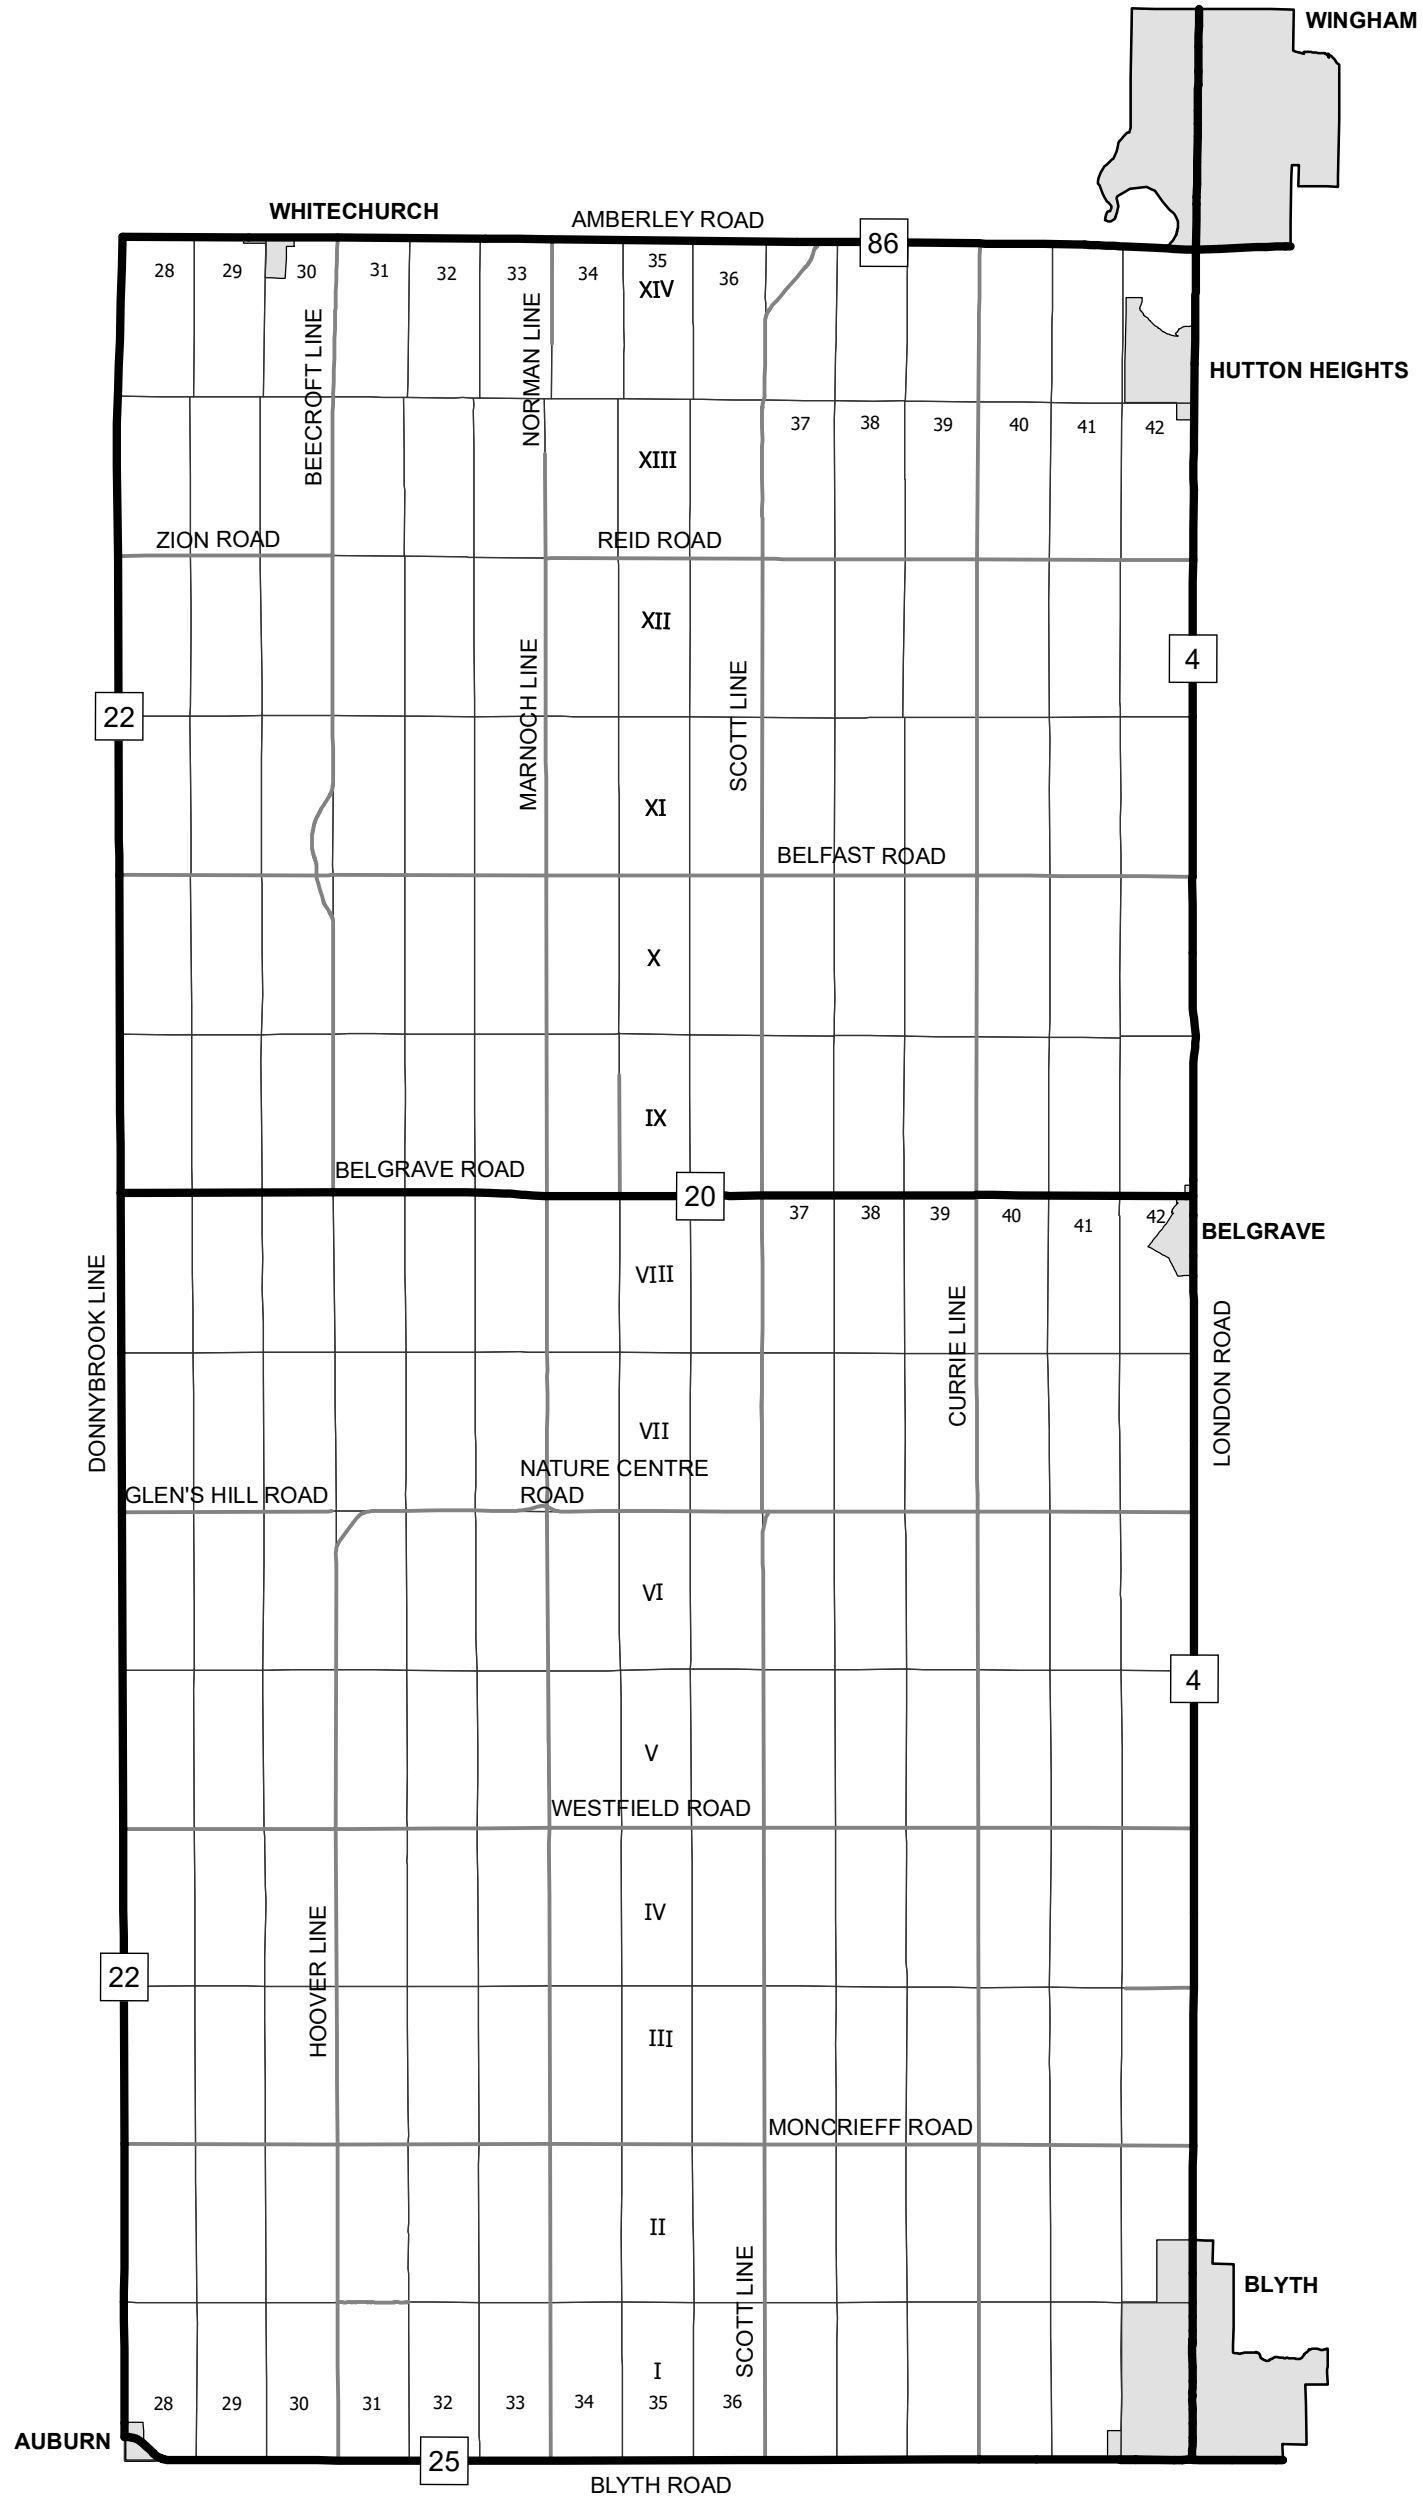 WINGHAM
WHITECHURCH
AMBERLEY ROAD
86
28 29 30 31 32 33 34 35 36
XIV
BEECROFT LINE
NORMAN LINE
HUTTON HEIGHTS
37 38 39 40 41 42
XIII
ZION ROAD
REID ROAD
XII
MARNOCH LINE
SCOTT LINE
4
22
XI
BELFAST ROAD
X
IX
BELGRAVE ROAD
20
37 38 39 40 41 42
BELGRAVE
VIII
DONNYBROOK LINE
CURRIE LINE
LONDON ROAD
VII
NATURE CENTRE
ROAD
GLEN'S HILL ROAD
VI
4
V
WESTFIELD ROAD
IV
HOOVER LINE
22
III
MONCRIEFF ROAD
II
SCOTT LINE
BLYTH
I
28 29 30 31 32 33 34 35 36
AUBURN
25
BLYTH ROAD